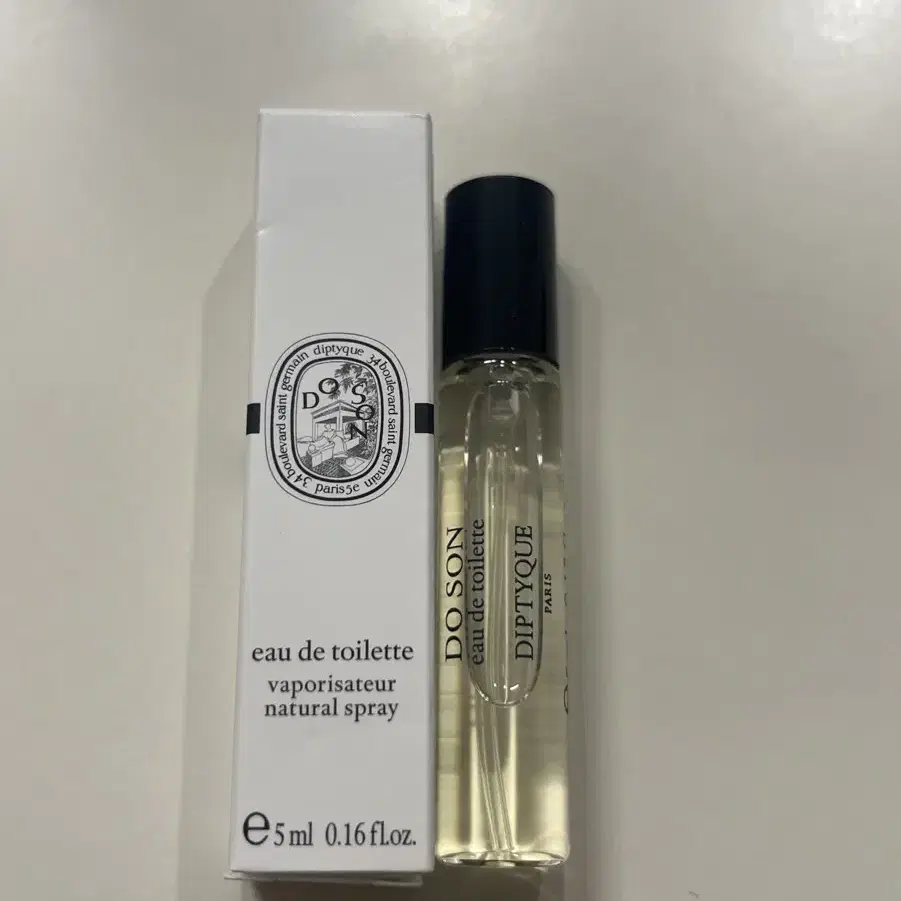 34 boulevard saint germain diptyque 34 boulevard saint germain paris 5e
DO SON
eau de toilette
vaporisateur
natural spray
e 5 ml 0.16 fl.oz.
DO SON
eau de toilette
DIPTYQUE
PARIS